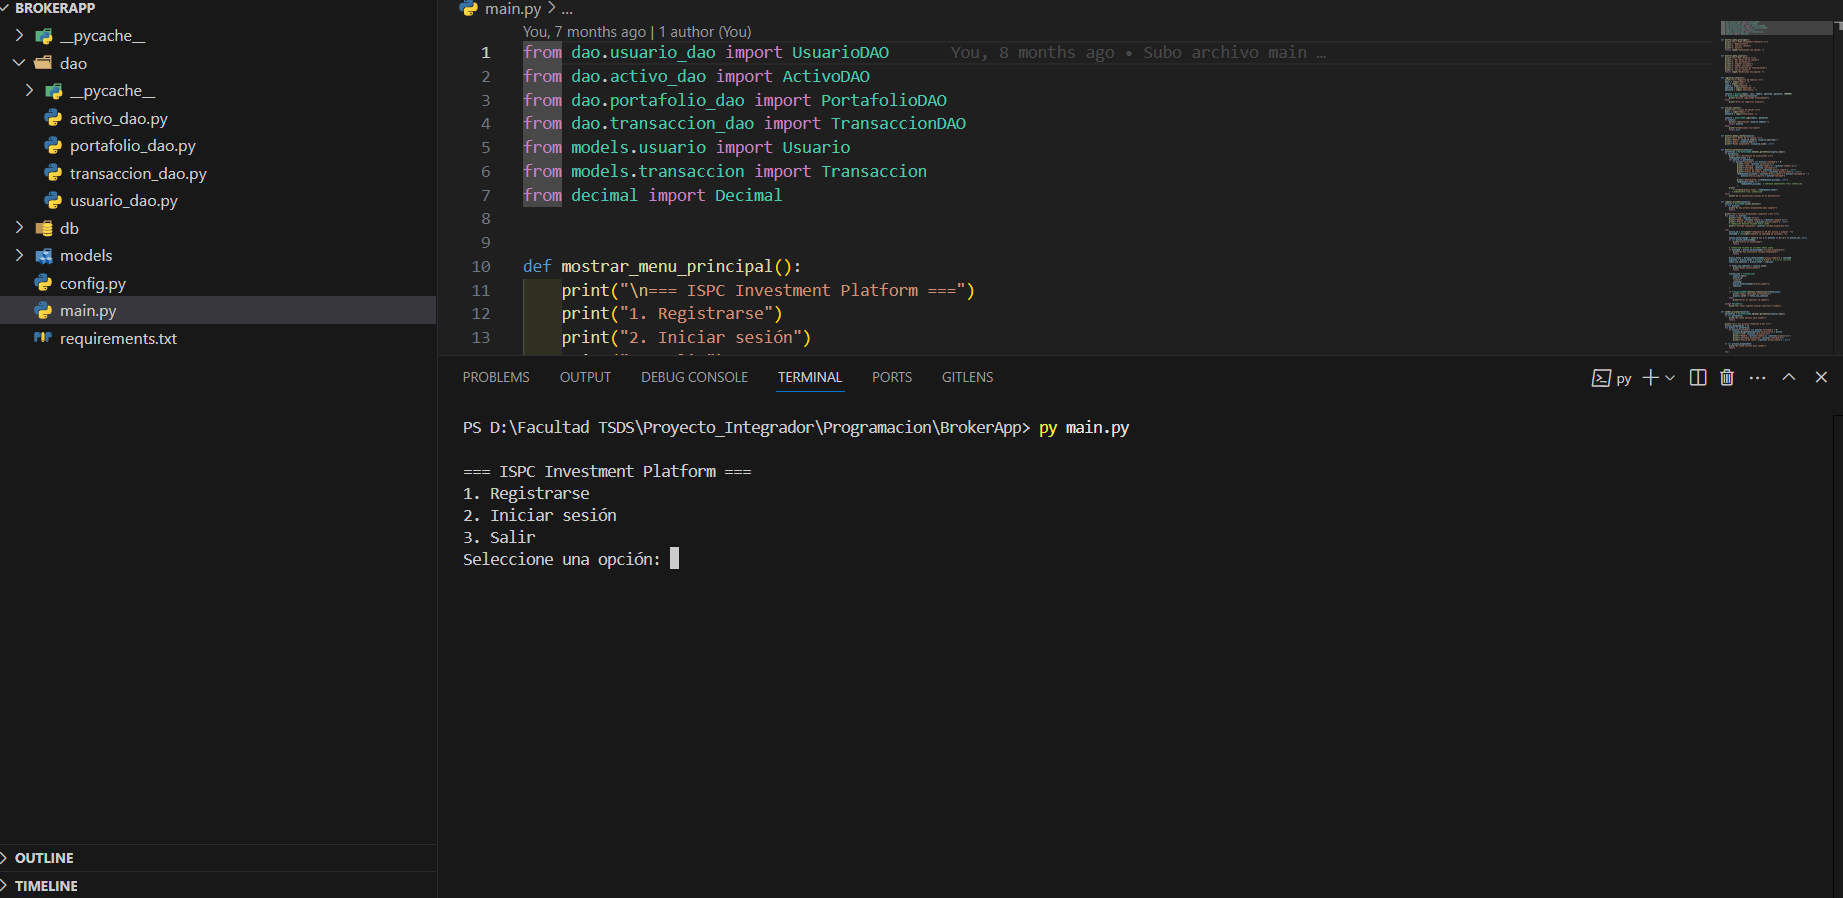 BROKERAPP
__pycache__
dao
__pycache__
activo_dao.py
portafolio_dao.py
transaccion_dao.py
usuario_dao.py
db
models
config.py
main.py
requirements.txt
OUTLINE
TIMELINE
main.py > ...
You, 7 months ago | 1 author (You)
1 from dao.usuario_dao import UsuarioDAO You, 8 months ago • Subo archivo main …
2 from dao.activo_dao import ActivoDAO
3 from dao.portafolio_dao import PortafolioDAO
4 from dao.transaccion_dao import TransaccionDAO
5 from models.usuario import Usuario
6 from models.transaccion import Transaccion
7 from decimal import Decimal
8
9
10 def mostrar_menu_principal():
11 print("\n=== ISPC Investment Platform ===")
12 print("1. Registrarse")
13 print("2. Iniciar sesión")
PROBLEMS OUTPUT DEBUG CONSOLE TERMINAL PORTS GITLENS py
PS D:\Facultad TSDS\Proyecto_Integrador\Programacion\BrokerApp> py main.py
=== ISPC Investment Platform ===
1. Registrarse
2. Iniciar sesión
3. Salir
Seleccione una opción: